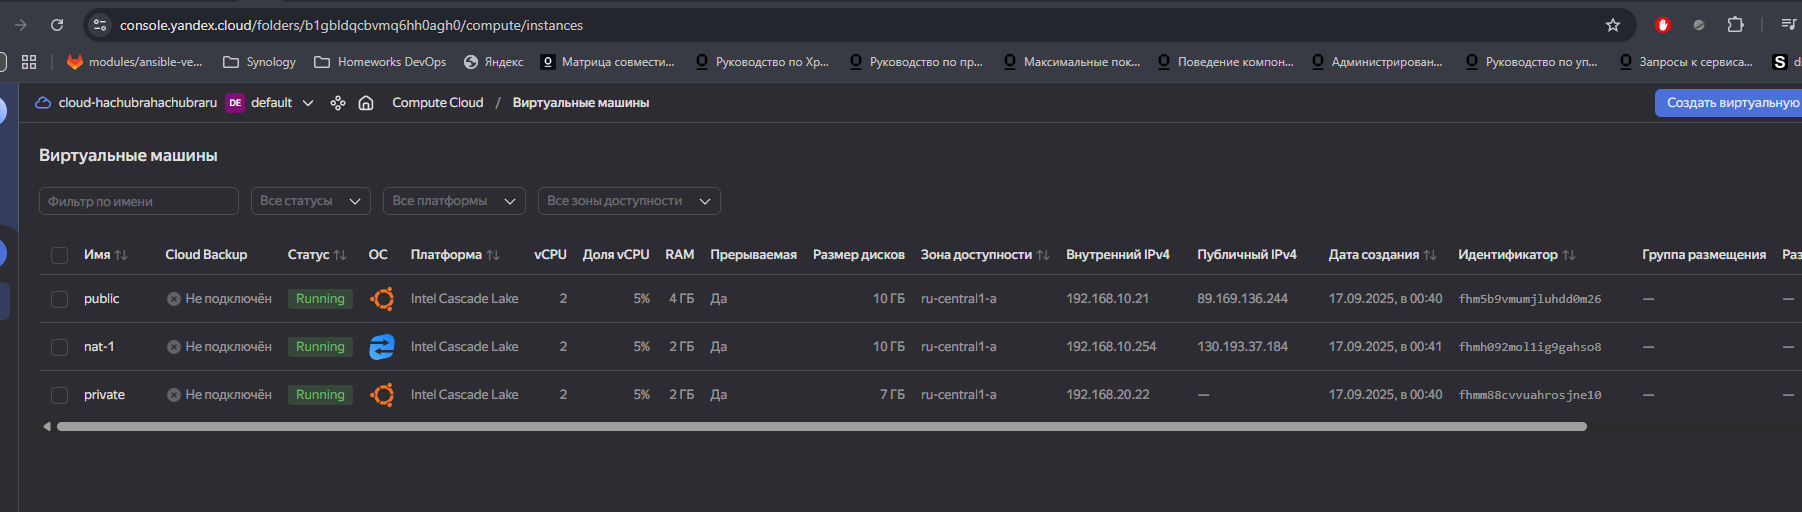 console.yandex.cloud/folders/b1gbldqcbvmq6hh0agh0/compute/instances
modules/ansible-ve... Synology Homeworks DevOps Яндекс Матрица совмести... Руководство по Хр... Руководство по пр... Максимальные пок... Поведение компон... Администрирован... Руководство по уп... Запросы к сервиса...
cloud-hachubrahachubraru DE default Compute Cloud / Виртуальные машины Создать виртуальную
Виртуальные машины
Фильтр по имени Все статусы Все платформы Все зоны доступности
Имя Cloud Backup Статус ОС Платформа vCPU Доля vCPU RAM Прерываемая Размер дисков Зона доступности Внутренний IPv4 Публичный IPv4 Дата создания Идентификатор Группа размещения Раз
public Не подключён Running Intel Cascade Lake 2 5% 4 ГБ Да 10 ГБ ru-central1-a 192.168.10.21 89.169.136.244 17.09.2025, в 00:40 fhm5b9vmumjluhdd0m26 — —
nat-1 Не подключён Running Intel Cascade Lake 2 5% 2 ГБ Да 10 ГБ ru-central1-a 192.168.10.254 130.193.37.184 17.09.2025, в 00:41 fhmh092mol1ig9gahso8 — —
private Не подключён Running Intel Cascade Lake 2 5% 2 ГБ Да 7 ГБ ru-central1-a 192.168.20.22 — 17.09.2025, в 00:40 fhmm88cvvuahrosjne10 — —